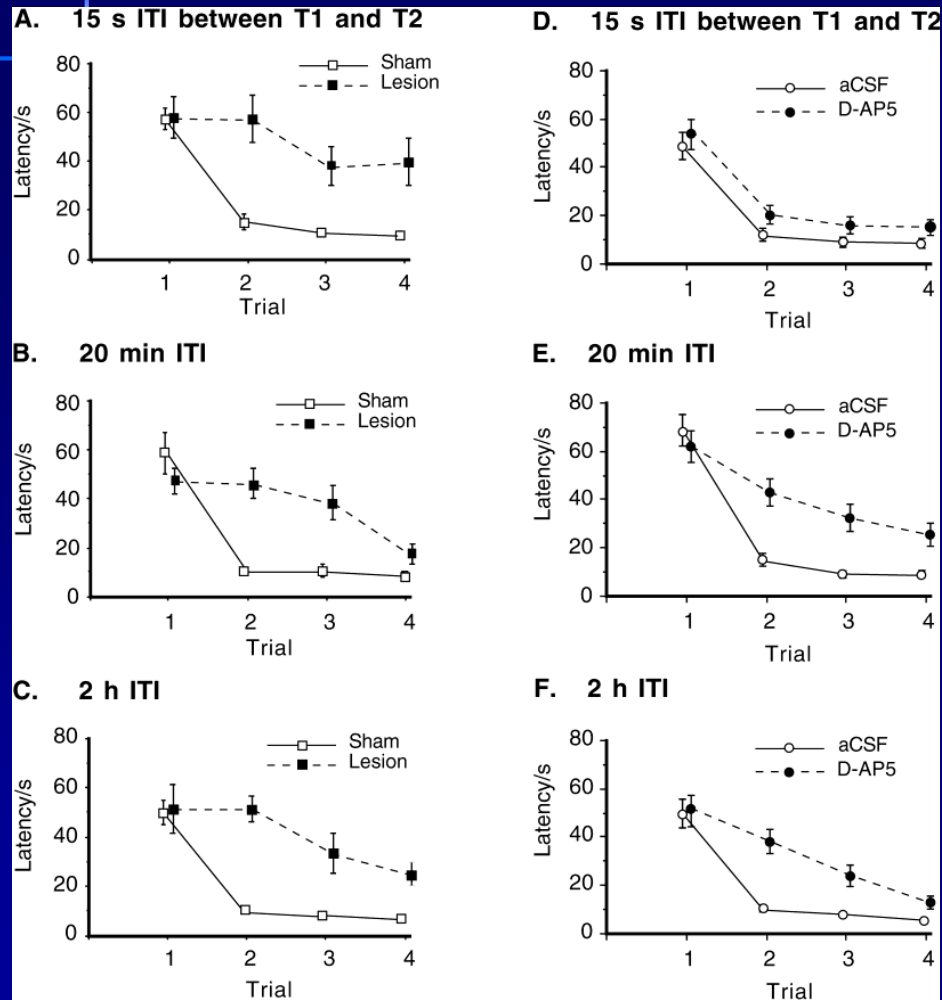 A. 15 s ITI between T1 and T2
Sham
Lesion
Latency/s
80
60
40
20
0
1 2 3 4
Trial
D. 15 s ITI between T1 and T2
aCSF
D-AP5
Latency/s
80
60
40
20
0
1 2 3 4
Trial
B. 20 min ITI
Sham
Lesion
Latency/s
80
60
40
20
0
1 2 3 4
Trial
E. 20 min ITI
aCSF
D-AP5
Latency/s
80
60
40
20
0
1 2 3 4
Trial
C. 2 h ITI
Sham
Lesion
Latency/s
80
60
40
20
0
1 2 3 4
Trial
F. 2 h ITI
aCSF
D-AP5
Latency/s
80
60
40
20
0
1 2 3 4
Trial